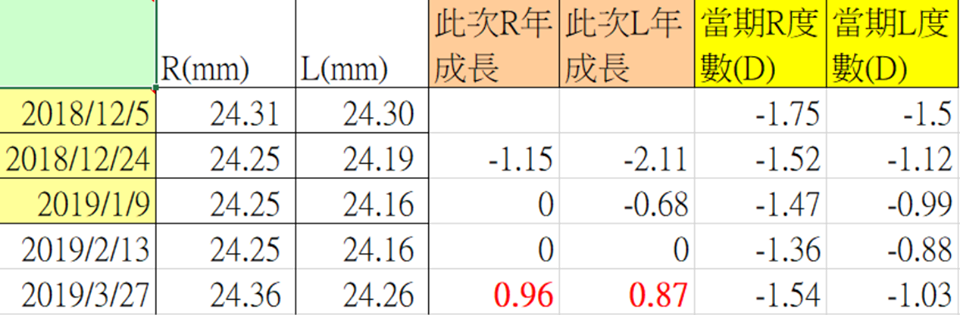 R(mm) L(mm) 此次R年成長 此次L年成長 當期R度數(D) 當期L度數(D)
2018/12/5 24.31 24.30 -1.75 -1.5
2018/12/24 24.25 24.19 -1.15 -2.11 -1.52 -1.12
2019/1/9 24.25 24.16 0 -0.68 -1.47 -0.99
2019/2/13 24.25 24.16 0 0 -1.36 -0.88
2019/3/27 24.36 24.26 0.96 0.87 -1.54 -1.03